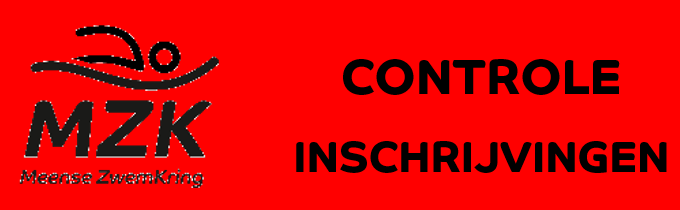 MZK
Meense ZwemKring
CONTROLE
INSCHRIJVINGEN